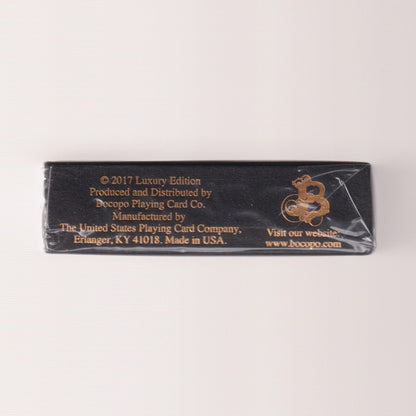 © 2017 Luxury Edition
Produced and Distributed by
Bocopo Playing Card Co.
Manufactured by
The United States Playing Card Company,
Erlanger, KY 41018. Made in USA.
B
Visit our website:
www.bocopo.com